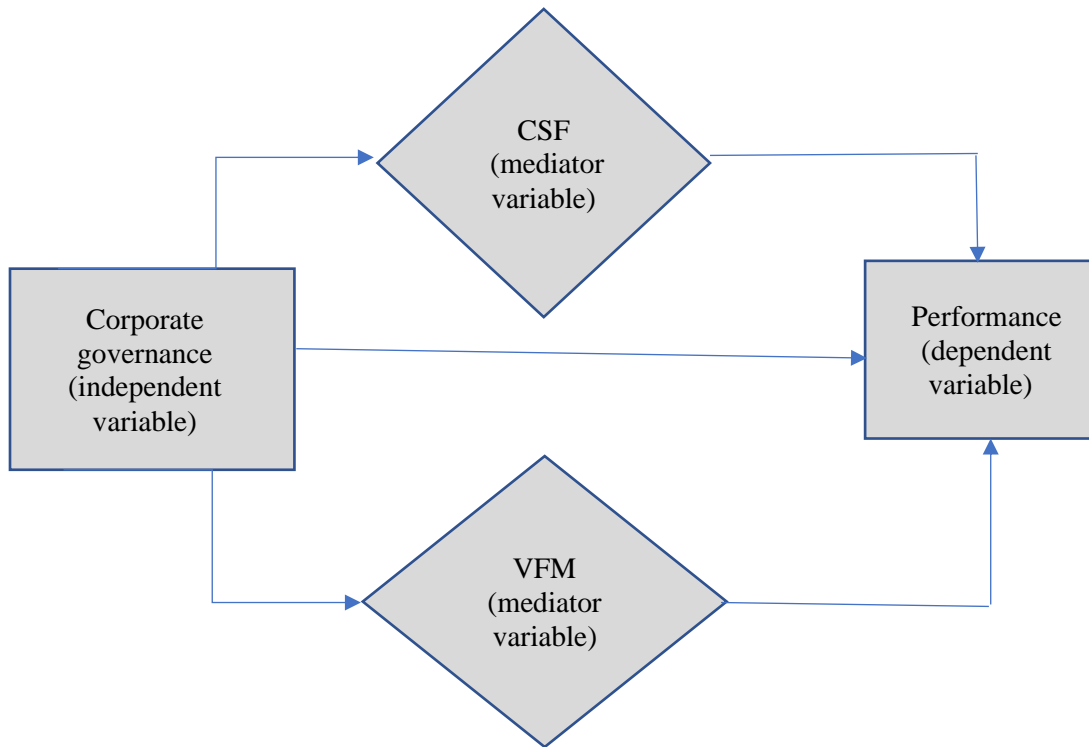 CSF
(mediator
variable)
Corporate
governance
(independent
variable)
Performance
(dependent
variable)
VFM
(mediator
variable)